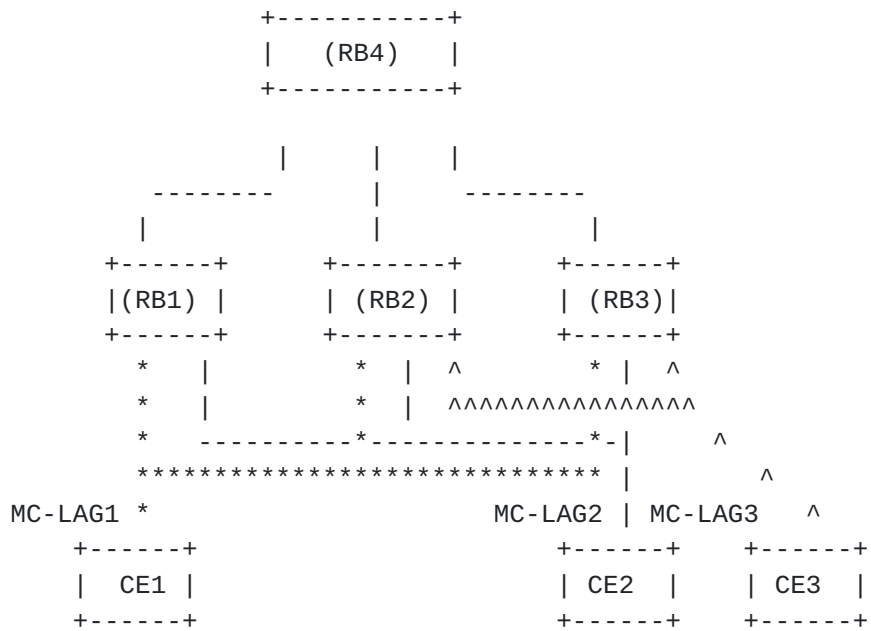 (RB4)
(RB1) (RB2) (RB3)
MC-LAG1 MC-LAG2 MC-LAG3
CE1 CE2 CE3